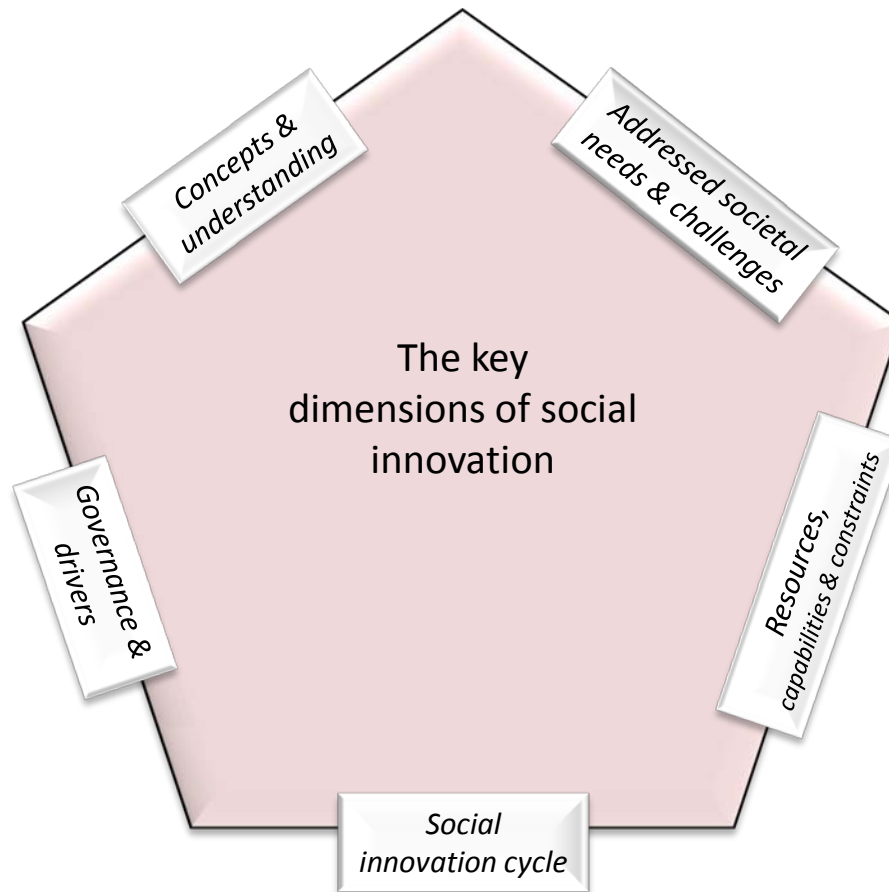 Concepts &
understanding
Addressed societal
needs & challenges
The key
dimensions of social
innovation
Governance &
drivers
Resources,
capabilities & constraints
Social
innovation cycle